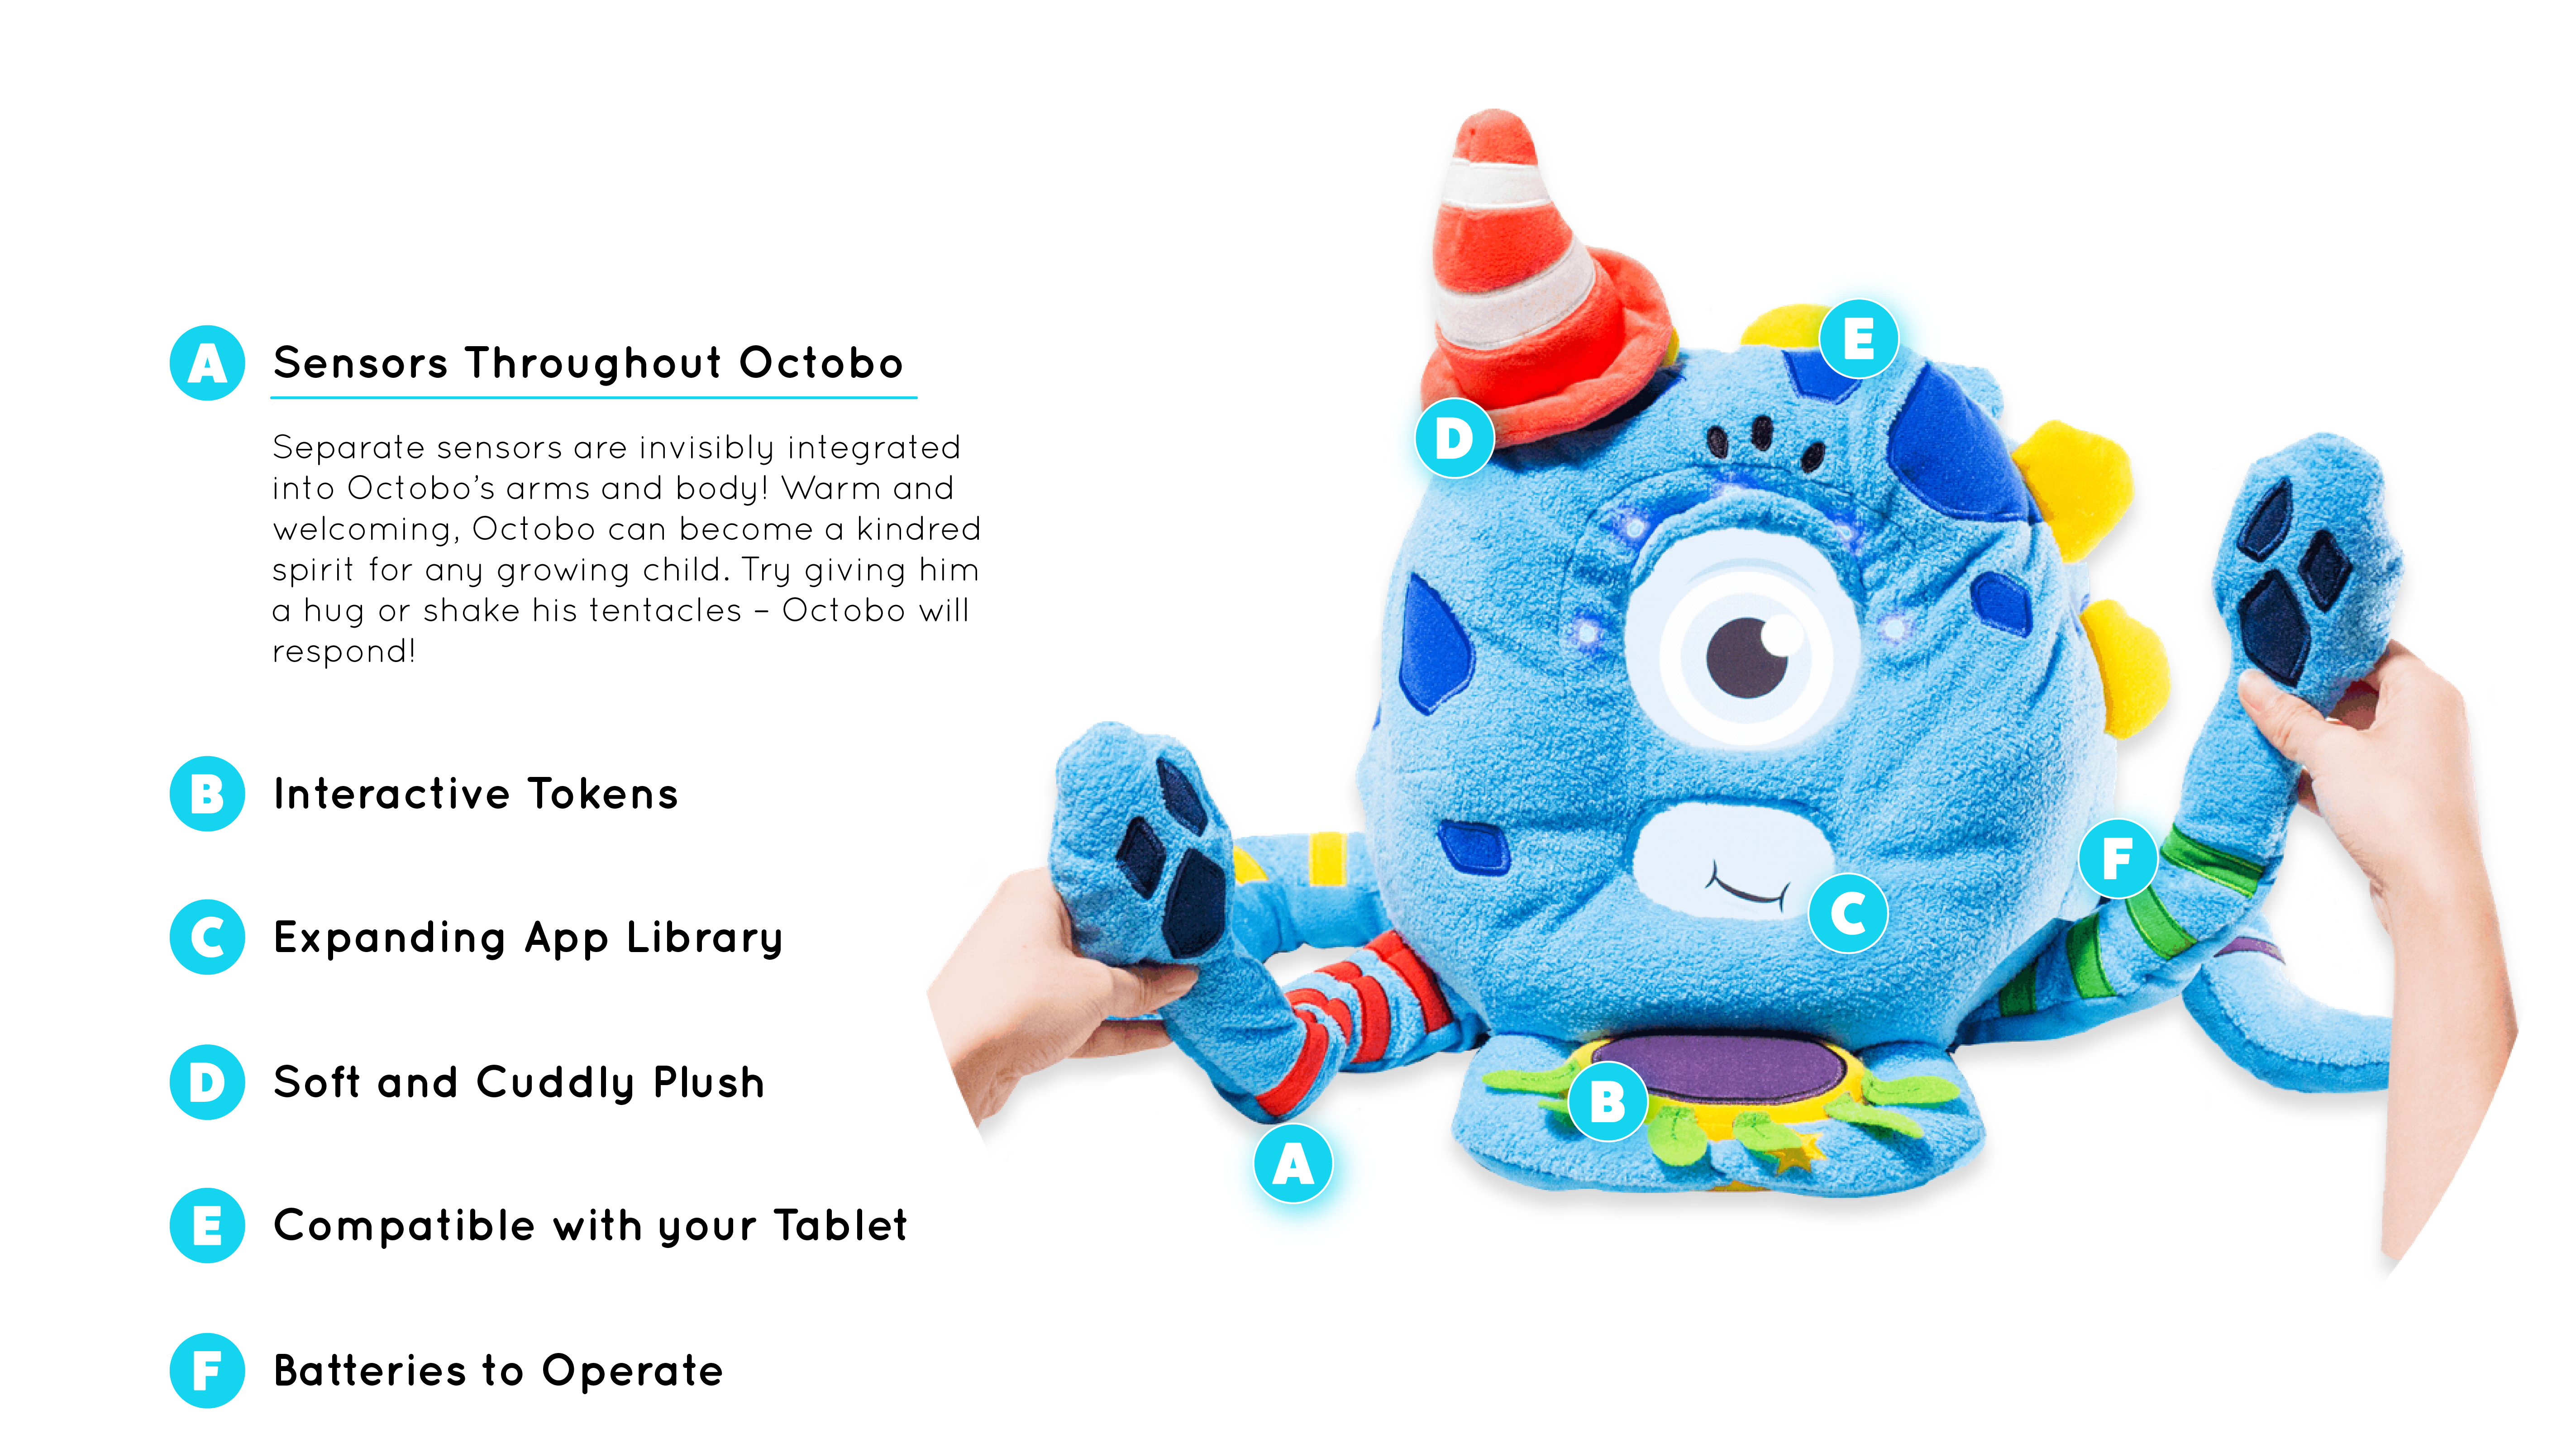 A Sensors Throughout Octobo
Separate sensors are invisibly integrated
into Octobo’s arms and body! Warm and
welcoming, Octobo can become a kindred
spirit for any growing child. Try giving him
a hug or shake his tentacles – Octobo will
respond!
B Interactive Tokens
C Expanding App Library
D Soft and Cuddly Plush
E Compatible with your Tablet
F Batteries to Operate
E
D
F
C
B
A